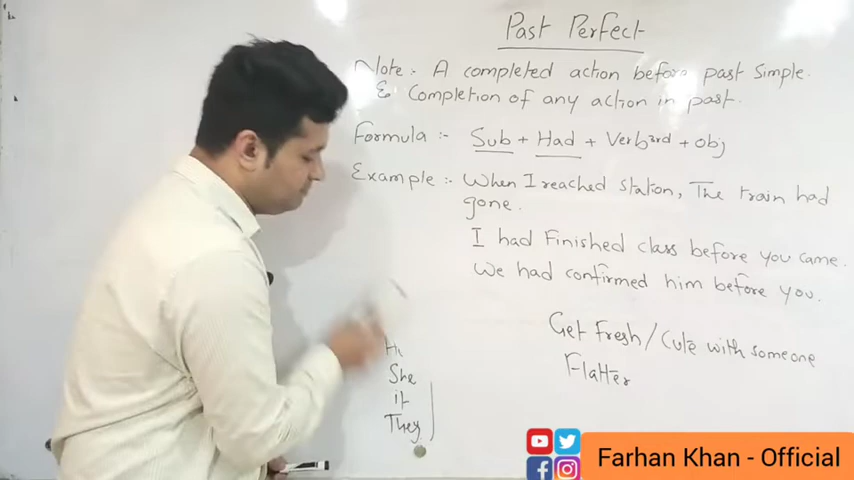 Past Perfect
Note:- A completed action before past simple.
& Completion of any action in past.
Formula :- Sub + Had + Verb 3rd + obj
Example :- When I reached station, The train had
gone.
I had Finished class before you came.
We had confirmed him before you.
Get Fresh / Cute with someone
Flatter
She
it
They
Farhan Khan - Official